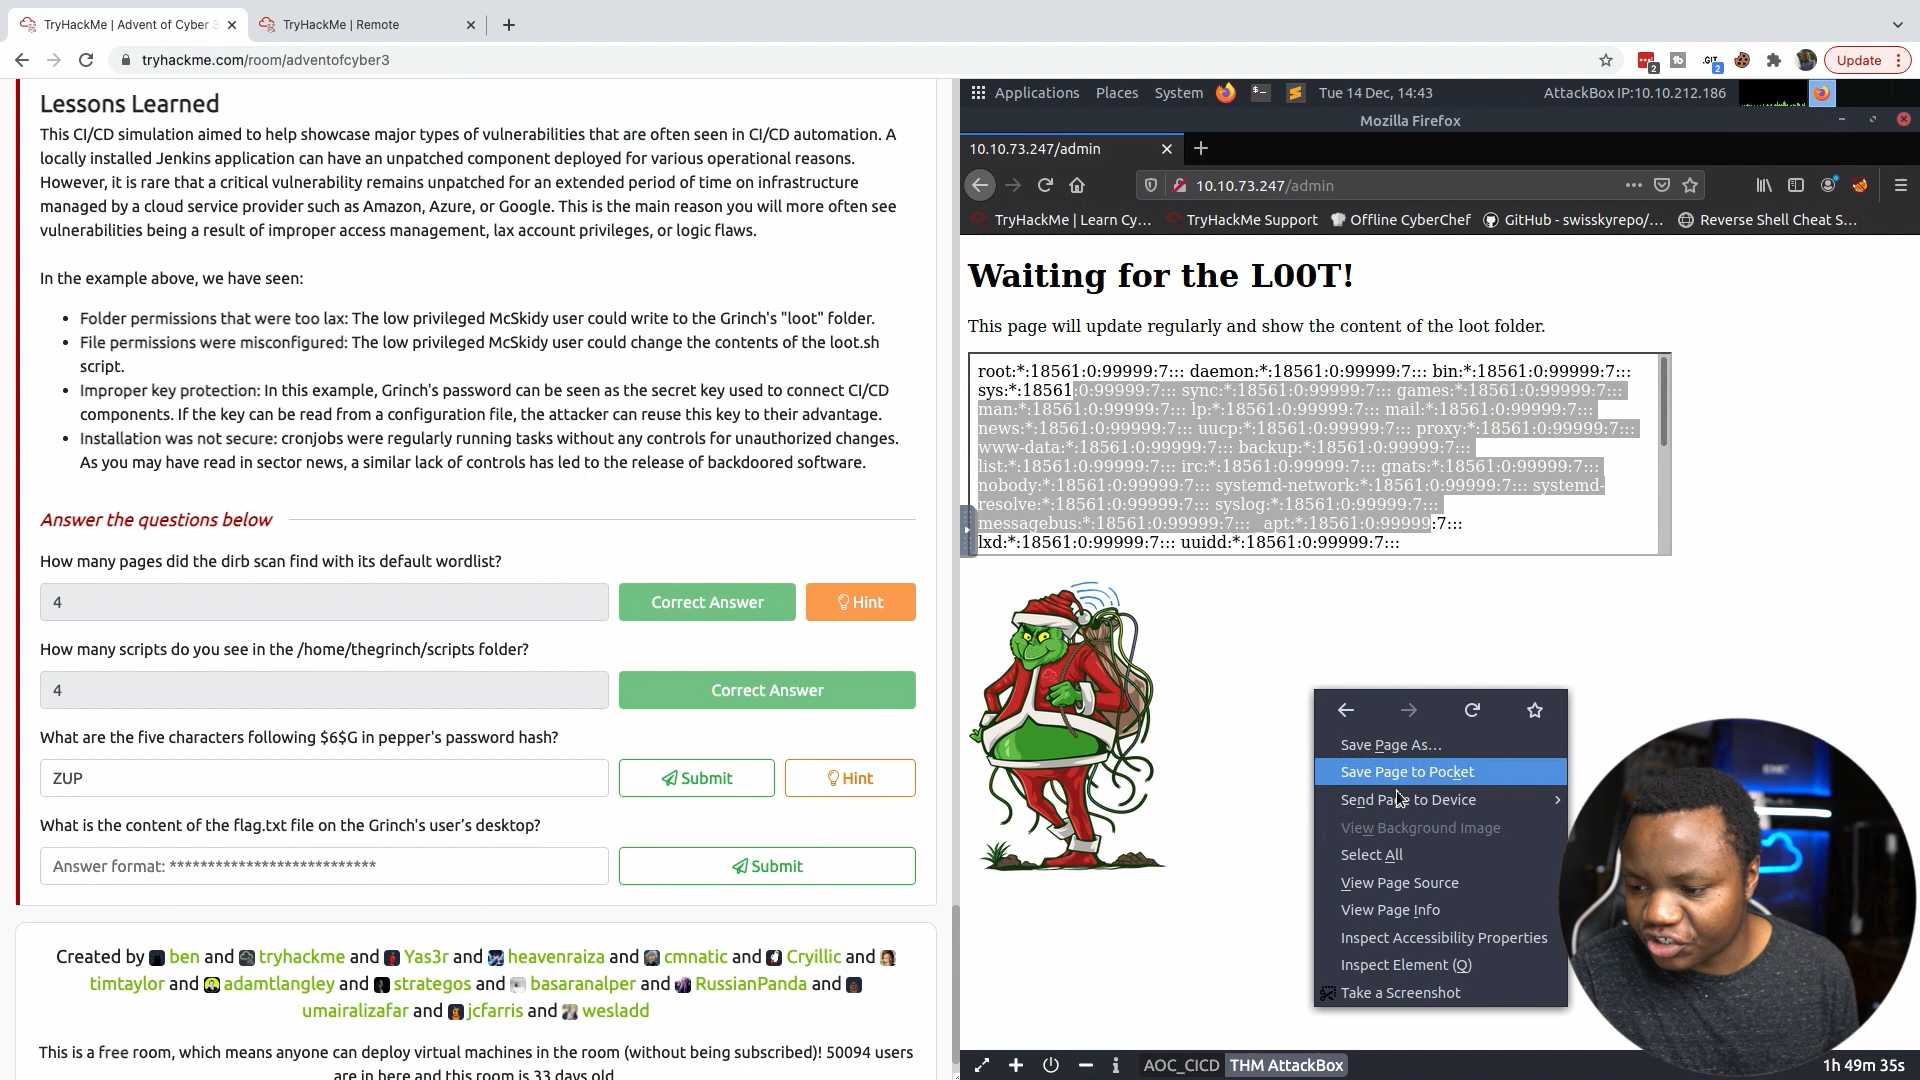 TryHackMe | Advent of Cyber 3
TryHackMe | Remote
tryhackme.com/room/adventofcyber3
Update
Lessons Learned
This CI/CD simulation aimed to help showcase major types of vulnerabilities that are often seen in CI/CD automation. A
locally installed Jenkins application can have an unpatched component deployed for various operational reasons.
However, it is rare that a critical vulnerability remains unpatched for an extended period of time on infrastructure
managed by a cloud service provider such as Amazon, Azure, or Google. This is the main reason you will more often see
vulnerabilities being a result of improper access management, lax account privileges, or logic flaws.
In the example above, we have seen:
• Folder permissions that were too lax: The low privileged McSkidy user could write to the Grinch's "loot" folder.
• File permissions were misconfigured: The low privileged McSkidy user could change the contents of the loot.sh
script.
• Improper key protection: In this example, Grinch's password can be seen as the secret key used to connect CI/CD
components. If the key can be read from a configuration file, the attacker can reuse this key to their advantage.
• Installation was not secure: cronjobs were regularly running tasks without any controls for unauthorized changes.
As you may have read in sector news, a similar lack of controls has led to the release of backdoored software.
Answer the questions below
How many pages did the dirb scan find with its default wordlist?
4
Correct Answer
Hint
How many scripts do you see in the /home/thegrinch/scripts folder?
4
Correct Answer
What are the five characters following $6$G in pepper's password hash?
ZUP
Submit
Hint
What is the content of the flag.txt file on the Grinch's user's desktop?
Answer format: ***************************
Submit
Created by ben and tryhackme and Yas3r and heavenraiza and cmnatic and Cryillic and
timtaylor and adamtlangley and strategos and basaranalper and RussianPanda and
umairalizafar and jcfarris and wesladd
This is a free room, which means anyone can deploy virtual machines in the room (without being subscribed)! 50094 users
are in here and this room is 33 days old.
Applications Places System
Tue 14 Dec, 14:43
AttackBox IP:10.10.212.186
Mozilla Firefox
10.10.73.247/admin
10.10.73.247/admin
TryHackMe | Learn Cy...
TryHackMe Support
Offline CyberChef
GitHub - swisskyrepo/...
Reverse Shell Cheat S...
Waiting for the L00T!
This page will update regularly and show the content of the loot folder.
root:*:18561:0:99999:7::: daemon:*:18561:0:99999:7::: bin:*:18561:0:99999:7:::
sys:*:18561:0:99999:7::: sync:*:18561:0:99999:7::: games:*:18561:0:99999:7:::
man:*:18561:0:99999:7::: lp:*:18561:0:99999:7::: mail:*:18561:0:99999:7:::
news:*:18561:0:99999:7::: uucp:*:18561:0:99999:7::: proxy:*:18561:0:99999:7:::
www-data:*:18561:0:99999:7::: backup:*:18561:0:99999:7:::
list:*:18561:0:99999:7::: irc:*:18561:0:99999:7::: gnats:*:18561:0:99999:7:::
nobody:*:18561:0:99999:7::: systemd-network:*:18561:0:99999:7::: systemd-
resolve:*:18561:0:99999:7::: syslog:*:18561:0:99999:7:::
messagebus:*:18561:0:99999:7::: _apt:*:18561:0:99999:7:::
lxd:*:18561:0:99999:7::: uuidd:*:18561:0:99999:7:::
Save Page As...
Save Page to Pocket
Send Page to Device
View Background Image
Select All
View Page Source
View Page Info
Inspect Accessibility Properties
Inspect Element (Q)
Take a Screenshot
AOC_CICD
THM AttackBox
1h 49m 35s